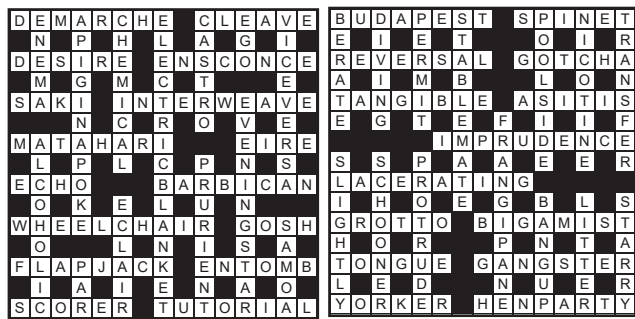 DEMARCHE CLEAVE
N P H L A G I
DESIRE ENSCONCE
M G M C T E
SAKI INTERWEAVE
N C R O V E
MATAHARI EIRE
L P L C P N S
ECHO BARBICAN
O K E L U N
WHEELCHAIR GOSH
O L N I S A
FLAPJACK ENTOMB
I A I E N A O
SCORER TUTORIAL
BUDAPEST SPINET
E I E T O I R
REVERSAL GOTCHA
A I M B L O N
TANGIBLE ASITIS
E G T E F I I F
IMPRUDENCE
S S P A A E E R
LACERATING
I H O E G B L S
GROTTO BIGAMIST
H O R P N T A
TONGUE GANGSTER
L E D N U E R
YORKER HENPARTY